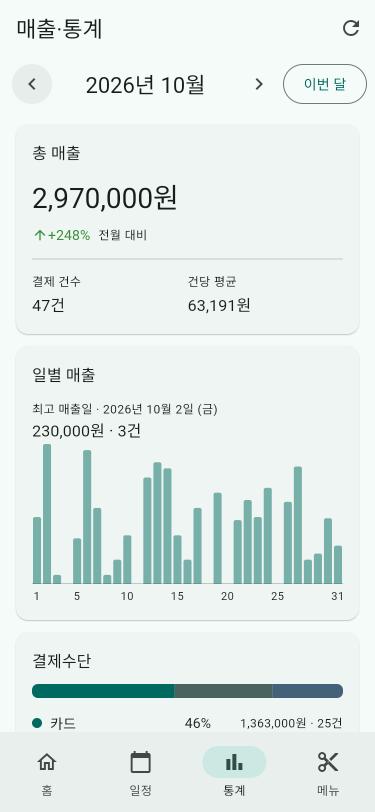 매출·통계
2026년 10월
이번 달
총 매출
2,970,000원
+248% 전월 대비
결제 건수
건당 평균
47건
63,191원
일별 매출
최고 매출일 · 2026년 10월 2일 (금)
230,000원 · 3건
1 5 10 15 20 25 31
결제수단
카드 46% 1,363,000원 · 25건
홈 일정 통계 메뉴